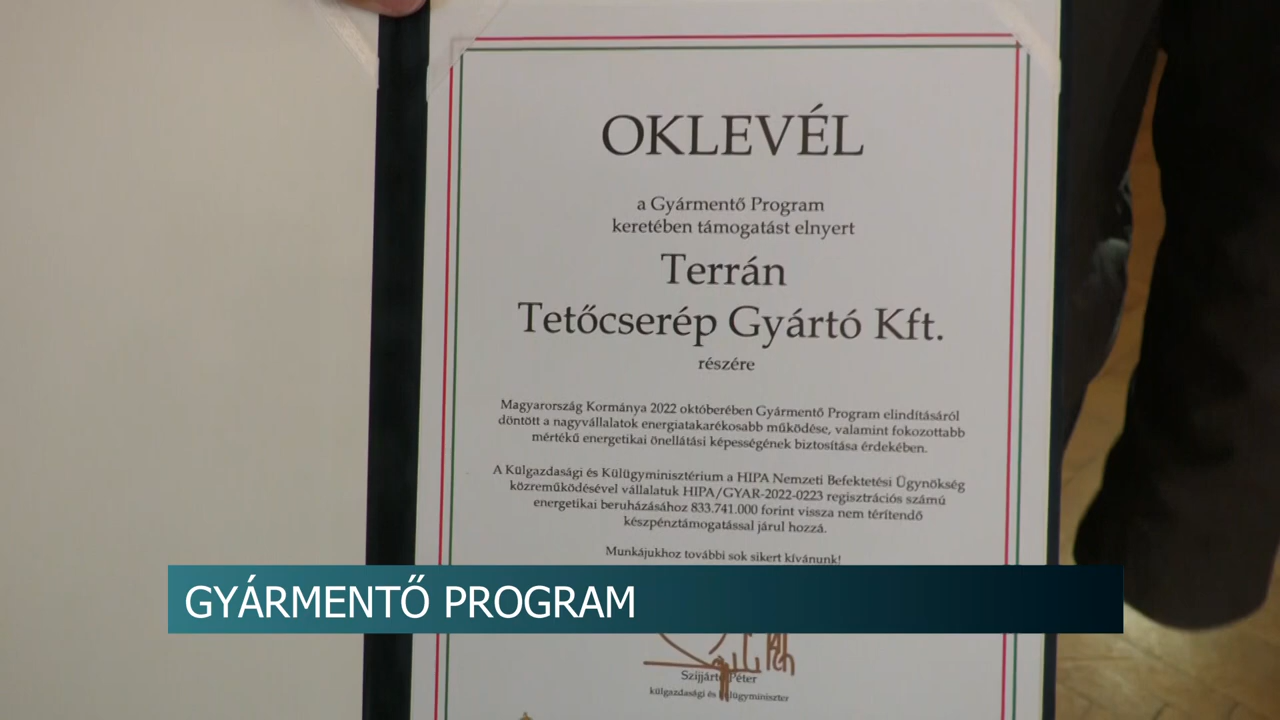 OKLEVÉL
a Gyármentő Program
keretében támogatást elnyert
Terrán
Tetőcserép Gyártó Kft.
részére
Magyarország Kormánya 2022 októberében Gyármentő Program elindításáról
döntött a nagyvállalatok energiatakarékosabb működése, valamint fokozottabb
mértékű energetikai önellátási képességének biztosítása érdekében.
A Külgazdasági és Külügyminisztérium a HIPA Nemzeti Befektetési Ügynökség
közreműködésével vállalatuk HIPA/GYAR-2022-0223 regisztrációs számú
energetikai beruházásához 833.741.000 forint vissza nem térítendő
készpénztámogatással járul hozzá.
Munkájukhoz további sok sikert kívánunk!
GYÁRMENTŐ PROGRAM
Szijjártó Péter
külgazdasági és külügyminiszter